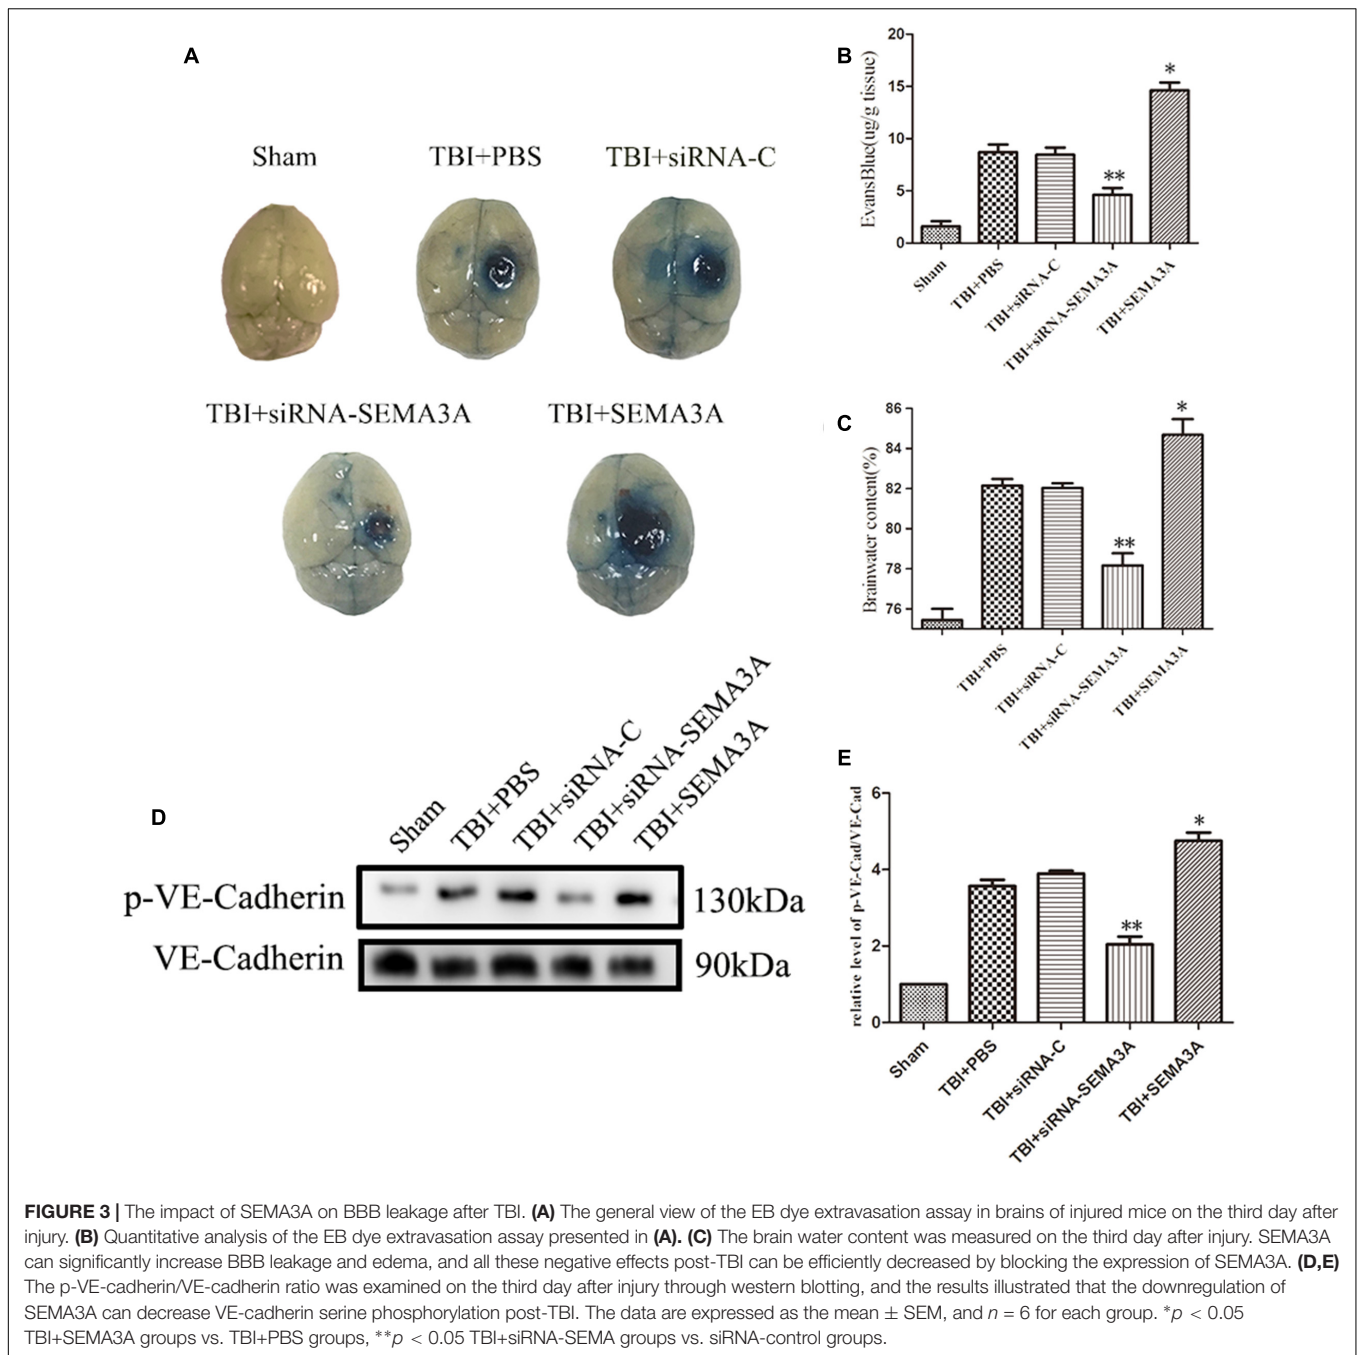 A
Sham
TBI+PBS
TBI+siRNA-C
TBI+siRNA-SEMA3A
TBI+SEMA3A
B
EvansBlue(ug/g tissue)
20
15
10
5
0
*
**
Sham
TBI+PBS
TBI+siRNA-C
TBI+siRNA-SEMA3A
TBI+SEMA3A
C
Brainwater content(%)
86
84
82
80
78
76
*
**
TBI+PBS
TBI+siRNA-C
TBI+siRNA-SEMA3A
TBI+SEMA3A
D
Sham
TBI+PBS
TBI+siRNA-C
TBI+siRNA-SEMA3A
TBI+SEMA3A
p-VE-Cadherin
130kDa
VE-Cadherin
90kDa
E
relative level of p-VE-Cad/VE-Cad
6
4
2
0
*
**
Sham
TBI+PBS
TBI+siRNA-C
TBI+siRNA-SEMA3A
TBI+SEMA3A
FIGURE 3 | The impact of SEMA3A on BBB leakage after TBI. (A) The general view of the EB dye extravasation assay in brains of injured mice on the third day after
injury. (B) Quantitative analysis of the EB dye extravasation assay presented in (A). (C) The brain water content was measured on the third day after injury. SEMA3A
can significantly increase BBB leakage and edema, and all these negative effects post-TBI can be efficiently decreased by blocking the expression of SEMA3A. (D,E)
The p-VE-cadherin/VE-cadherin ratio was examined on the third day after injury through western blotting, and the results illustrated that the downregulation of
SEMA3A can decrease VE-cadherin serine phosphorylation post-TBI. The data are expressed as the mean ± SEM, and n = 6 for each group. *p < 0.05
TBI+SEMA3A groups vs. TBI+PBS groups, **p < 0.05 TBI+siRNA-SEMA groups vs. siRNA-control groups.